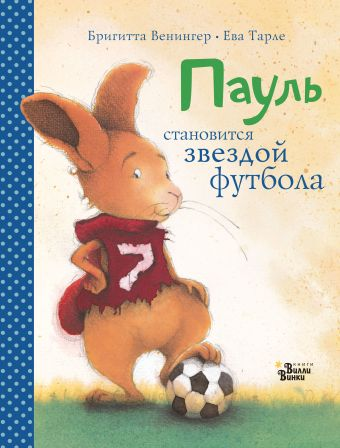 Бригитта Венингер • Ева Тарле
Пауль
становится
звездой
футбола
7
КНИГИ
Вилли
Винки